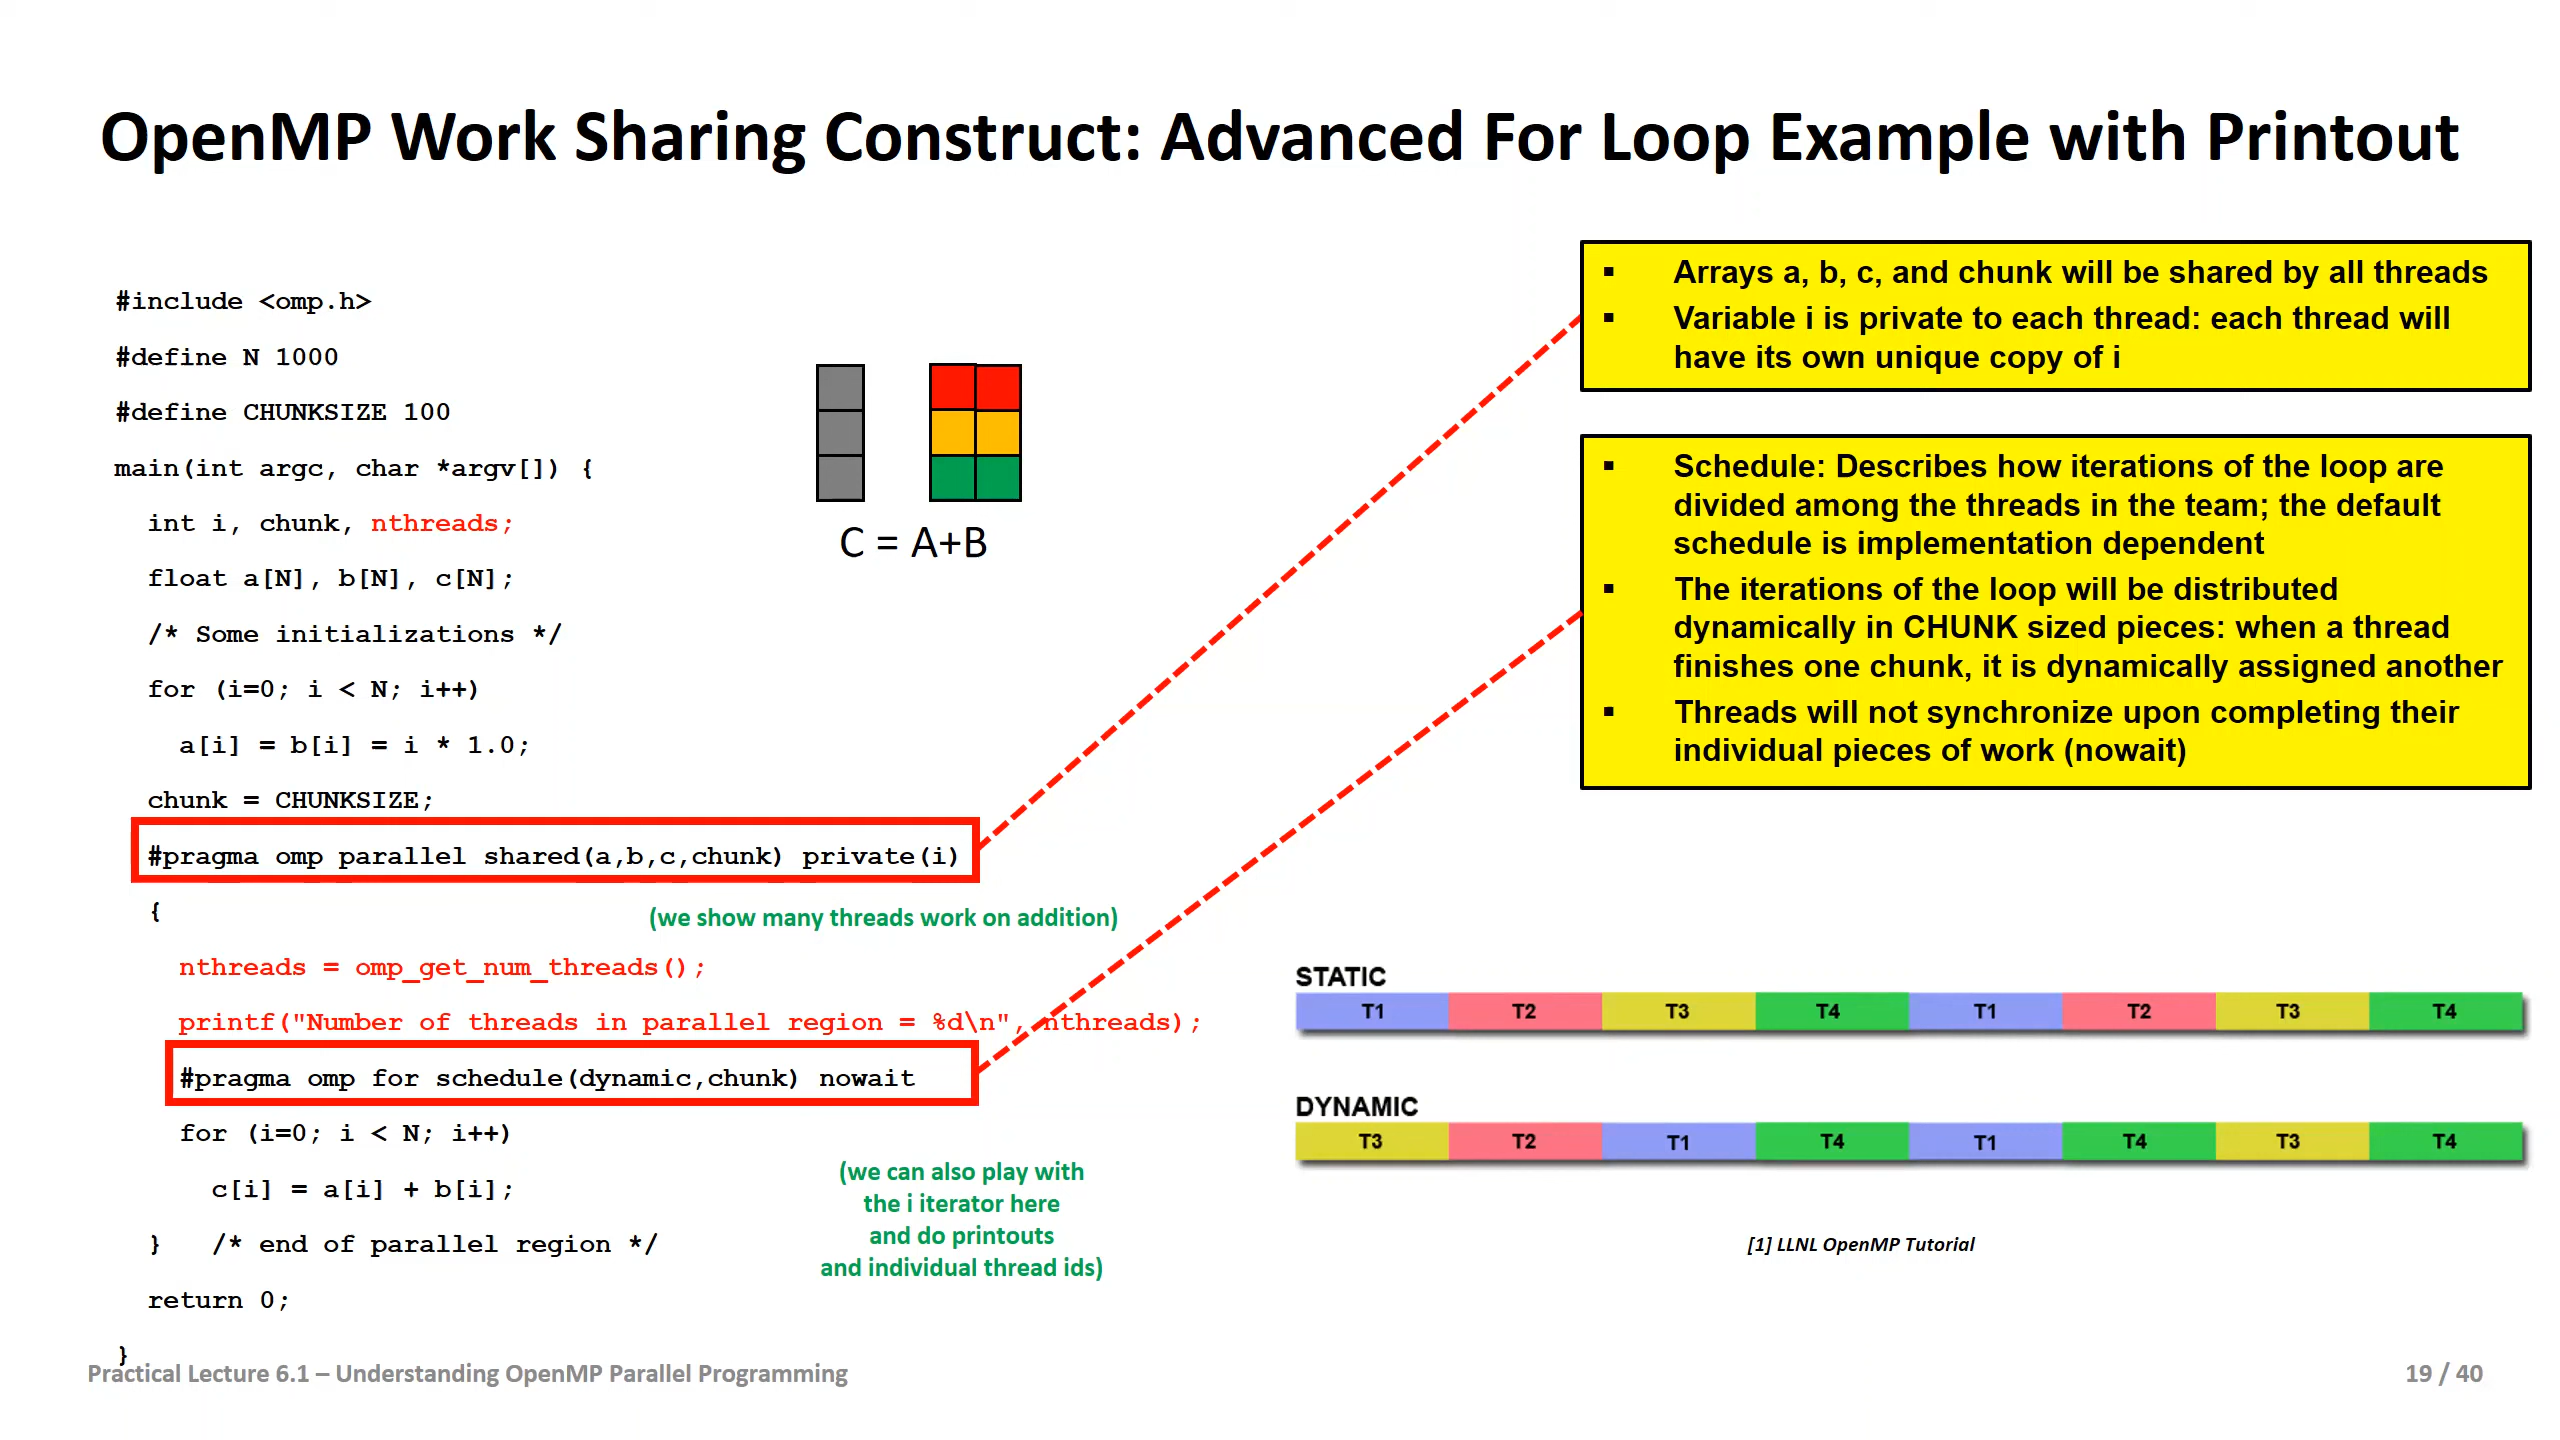 OpenMP Work Sharing Construct: Advanced For Loop Example with Printout
#include <omp.h>
#define N 1000
#define CHUNKSIZE 100
main(int argc, char *argv[]) {
int i, chunk, nthreads;
float a[N], b[N], c[N];
/* Some initializations */
for (i=0; i < N; i++)
a[i] = b[i] = i * 1.0;
chunk = CHUNKSIZE;
#pragma omp parallel shared(a,b,c,chunk) private(i)
{
(we show many threads work on addition)
nthreads = omp_get_num_threads();
printf("Number of threads in parallel region = %d\n", nthreads);
#pragma omp for schedule(dynamic,chunk) nowait
for (i=0; i < N; i++)
c[i] = a[i] + b[i];
} /* end of parallel region */
return 0;
}
C = A+B
(we can also play with
the i iterator here
and do printouts
and individual thread ids)
▪ Arrays a, b, c, and chunk will be shared by all threads
▪ Variable i is private to each thread: each thread will
have its own unique copy of i
▪ Schedule: Describes how iterations of the loop are
divided among the threads in the team; the default
schedule is implementation dependent
▪ The iterations of the loop will be distributed
dynamically in CHUNK sized pieces: when a thread
finishes one chunk, it is dynamically assigned another
▪ Threads will not synchronize upon completing their
individual pieces of work (nowait)
STATIC
T1 T2 T3 T4 T1 T2 T3 T4
DYNAMIC
T3 T2 T1 T4 T1 T4 T3 T4
[1] LLNL OpenMP Tutorial
Practical Lecture 6.1 – Understanding OpenMP Parallel Programming
19 / 40